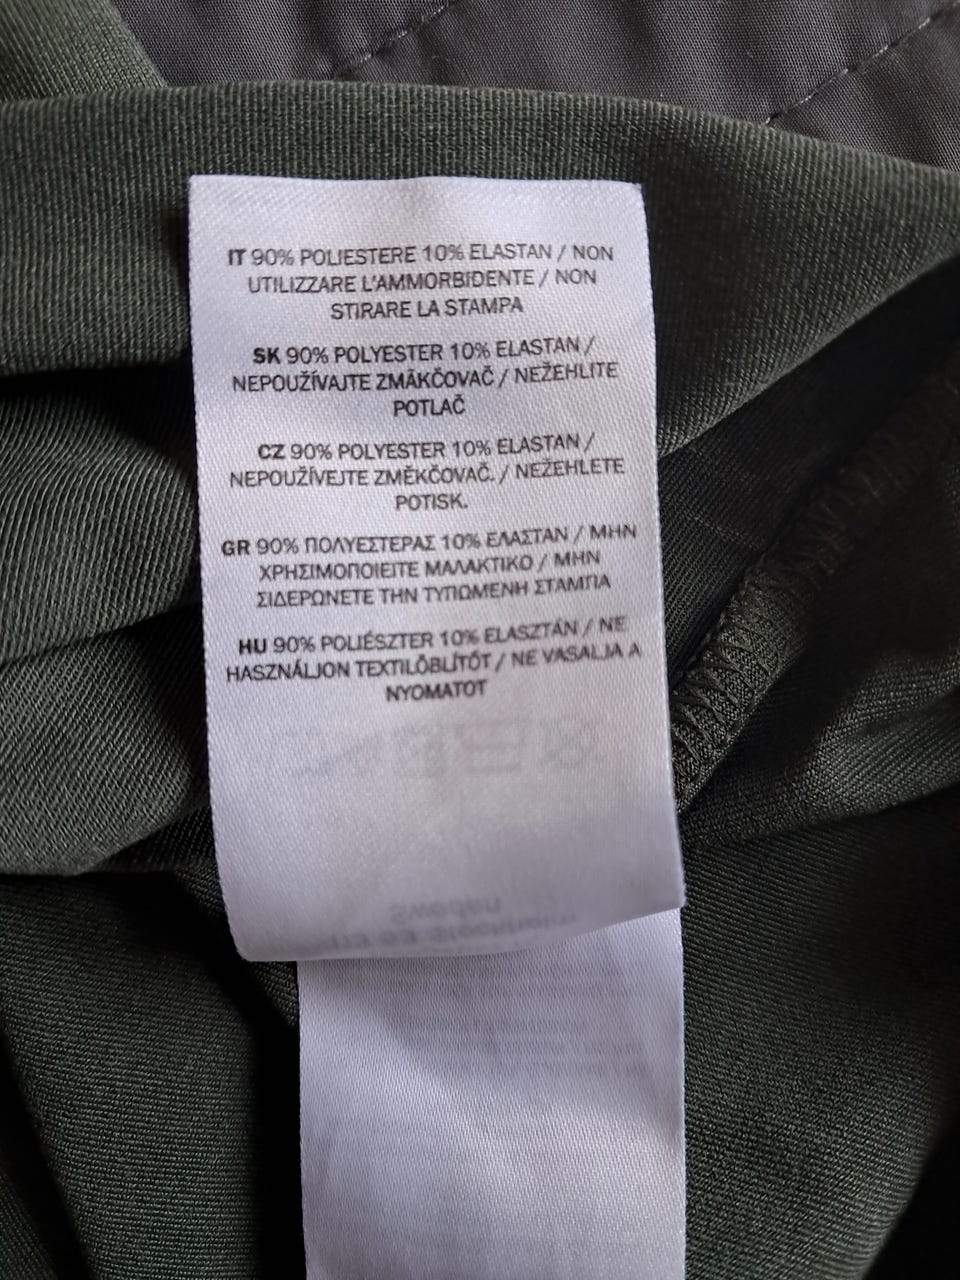 IT 90% POLIESTERE 10% ELASTAN / NON
UTILIZZARE L'AMMORBIDENTE / NON
STIRARE LA STAMPA
SK 90% POLYESTER 10% ELASTAN /
NEPOUŽÍVAJTE ZMÄKČOVAČ / NEŽEHLITE
POTLAČ
CZ 90% POLYESTER 10% ELASTAN /
NEPOUŽÍVEJTE ZMĚKČOVAČ. / NEŽEHLETE
POTISK.
GR 90% ΠΟΛΥΕΣΤΕΡΑΣ 10% ΕΛΑΣΤΑΝ / ΜΗΝ
ΧΡΗΣΙΜΟΠΟΙΕΙΤΕ ΜΑΛΑΚΤΙΚΟ / ΜΗΝ
ΣΙΔΕΡΩΝΕΤΕ ΤΗΝ ΤΥΠΩΜΕΝΗ ΣΤΑΜΠΑ
HU 90% POLIÉSZTER 10% ELASZTÁN / NE
HASZNÁLJON TEXTILÖBLÍTŐT / NE VASALJA A
NYOMATOT
Sweden